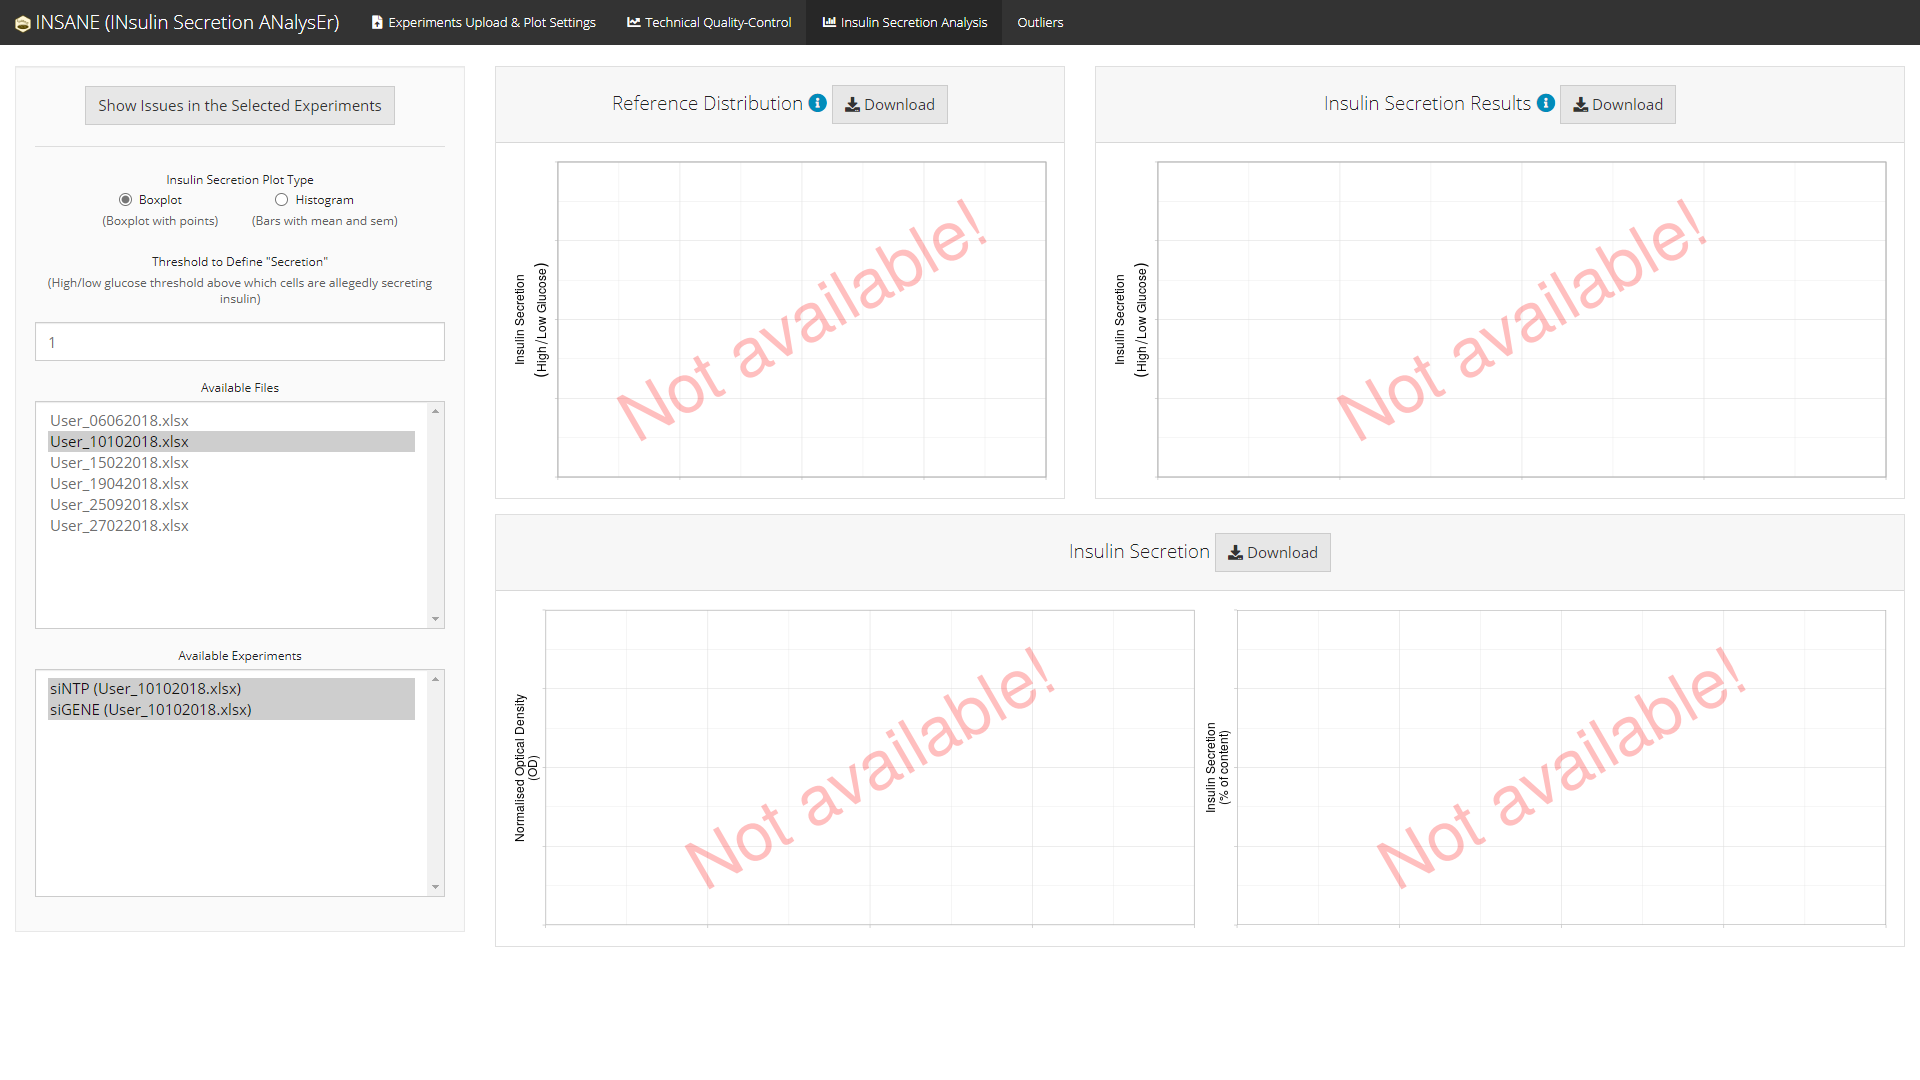 INSANE (INsulin Secretion ANalysEr)
Experiments Upload & Plot Settings
Technical Quality-Control
Insulin Secretion Analysis
Outliers
Show Issues in the Selected Experiments
Insulin Secretion Plot Type
Boxplot
Histogram
(Boxplot with points)
(Bars with mean and sem)
Threshold to Define "Secretion"
(High/low glucose threshold above which cells are allegedly secreting
insulin)
1
Available Files
User_06062018.xlsx
User_10102018.xlsx
User_15022018.xlsx
User_19042018.xlsx
User_25092018.xlsx
User_27022018.xlsx
Available Experiments
siNTP (User_10102018.xlsx)
siGENE (User_10102018.xlsx)
Reference Distribution
Download
Insulin Secretion
(High / Low Glucose)
Not available!
Insulin Secretion Results
Download
Insulin Secretion
(High / Low Glucose)
Not available!
Insulin Secretion
Download
Normalised Optical Density
(OD)
Not available!
Insulin Secretion
(% of content)
Not available!